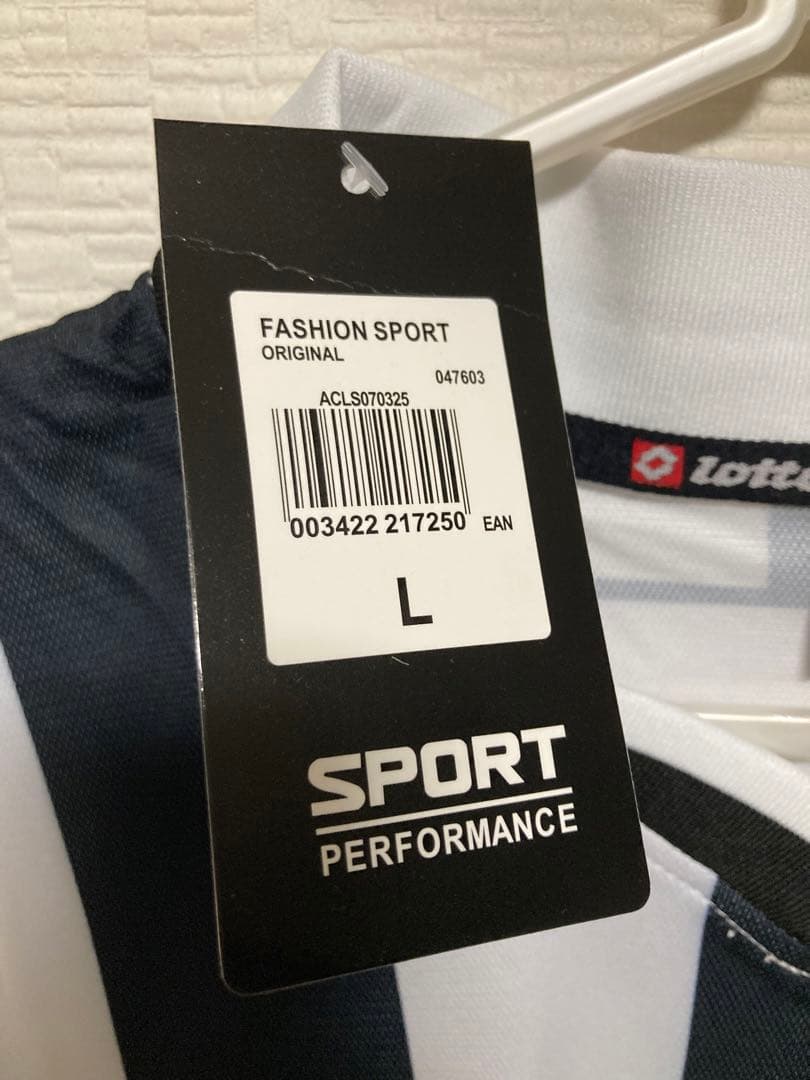 FASHION SPORT
ORIGINAL
047603
ACLS070325
003422 217250 EAN
L
SPORT
PERFORMANCE
lotto